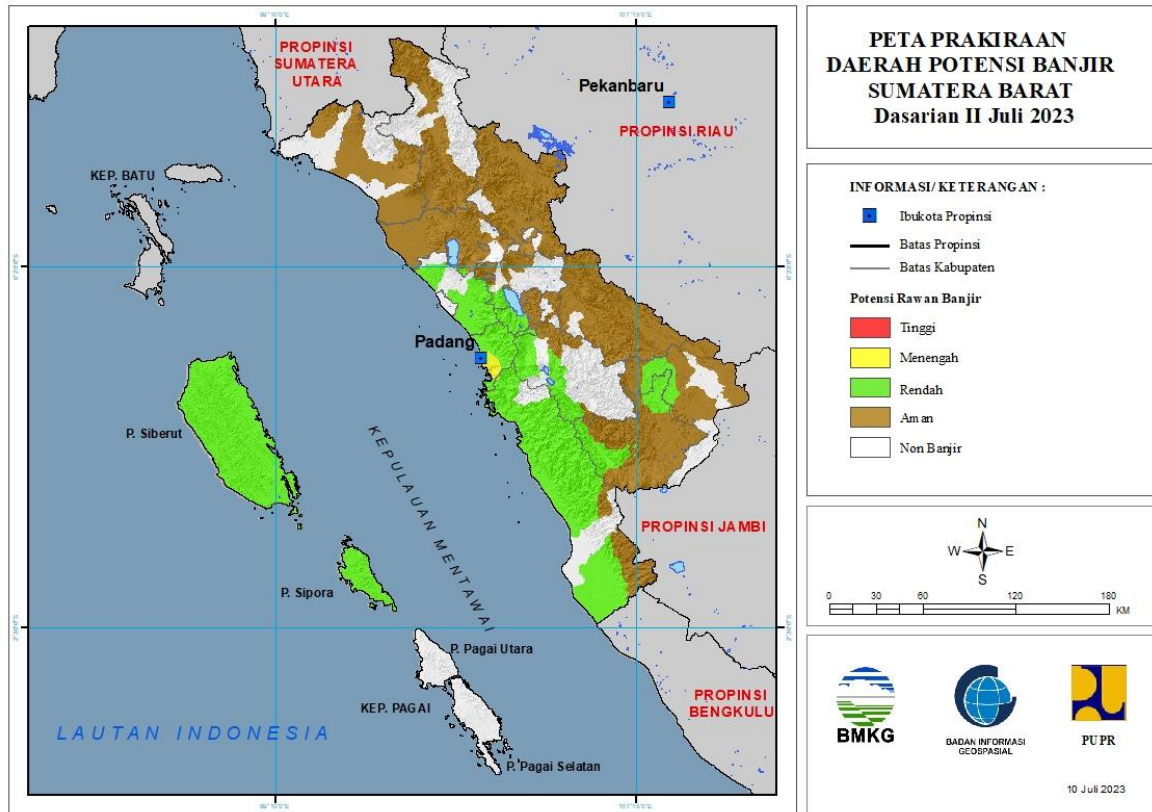 PETA PRAKIRAAN
DAERAH POTENSI BANJIR
SUMATERA BARAT
Dasarian II Juli 2023
PROPINSI
SUMATERA
UTARA
Pekanbaru
PROPINSI RIAU
KEP. BATU
Padang
P. Siberut
KEPULAUAN MENTAWAI
PROPINSI JAMBI
P. Sipora
P. Pagai Utara
KEP. PAGAI
PROPINSI
BENGKULU
LAUTAN INDONESIA
P. Pagai Selatan
INFORMASI/ KETERANGAN :
Ibukota Propinsi
Batas Propinsi
Batas Kabupaten
Potensi Rawan Banjir
Tinggi
Menengah
Rendah
Aman
Non Banjir
N
W E
S
0 30 60 120 180
KM
BMKG
BADAN INFORMASI
GEOSPASIAL
PUPR
10 Juli 2023